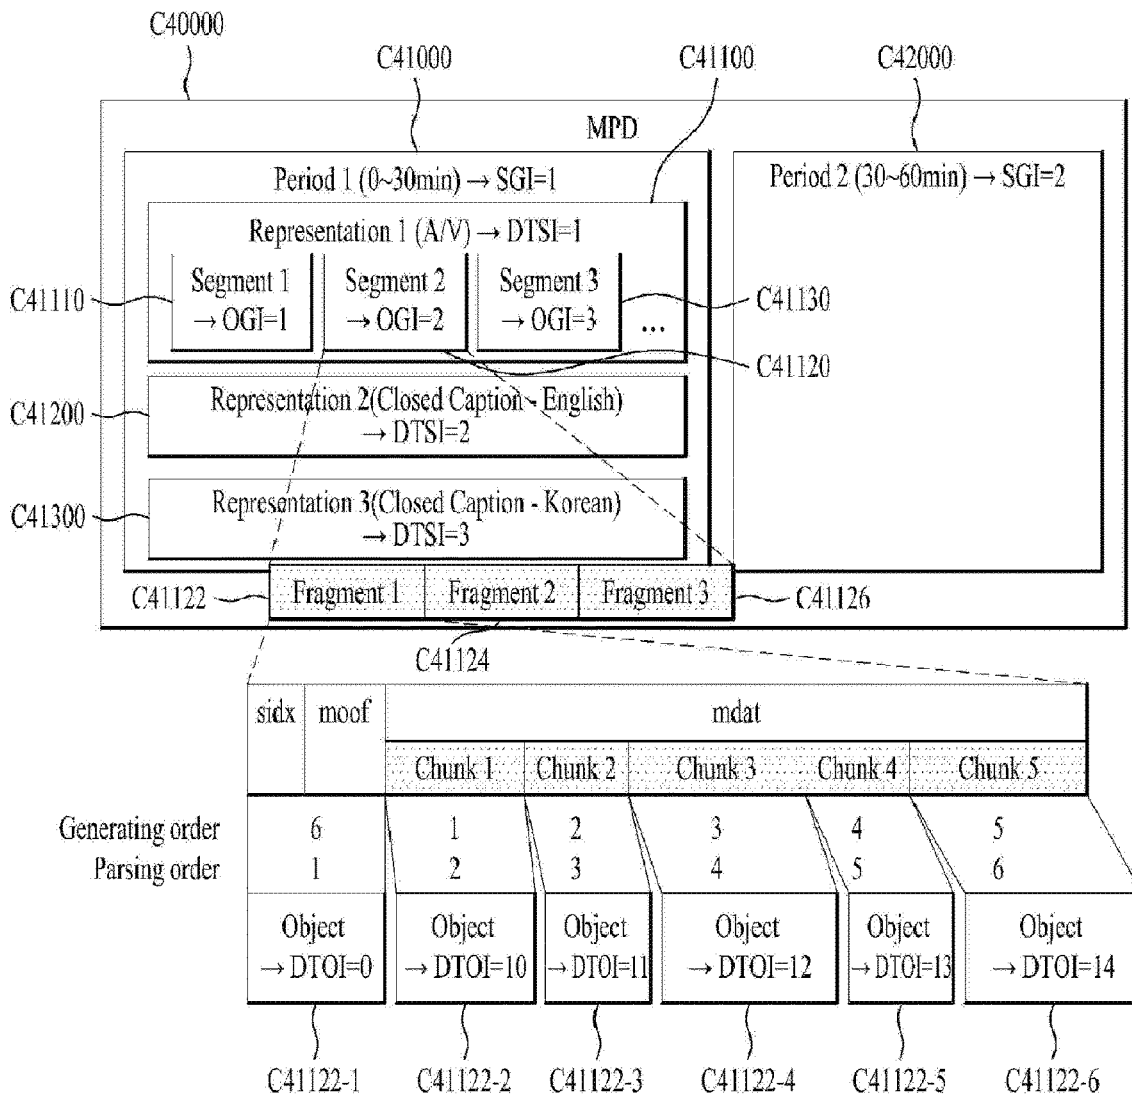 C40000
C41000
C41100
C42000
MPD
Period 1 (0~30min) → SGI=1
Period 2 (30~60min) → SGI=2
Representation 1 (A/V) → DTSI=1
C41110
Segment 1
→ OGI=1
Segment 2
→ OGI=2
Segment 3
→ OGI=3
...
C41130
C41120
C41200
Representation 2(Closed Caption - English)
→ DTSI=2
C41300
Representation 3(Closed Caption - Korean)
→ DTSI=3
C41122
Fragment 1
Fragment 2
Fragment 3
C41126
C41124
sidx
moof
mdat
Chunk 1
Chunk 2
Chunk 3
Chunk 4
Chunk 5
Generating order 6 1 2 3 4 5
Parsing order 1 2 3 4 5 6
Object
→ DTOI=0
Object
→ DTOI=10
Object
→ DTOI=11
Object
→ DTOI=12
Object
→ DTOI=13
Object
→ DTOI=14
C41122-1
C41122-2
C41122-3
C41122-4
C41122-5
C41122-6